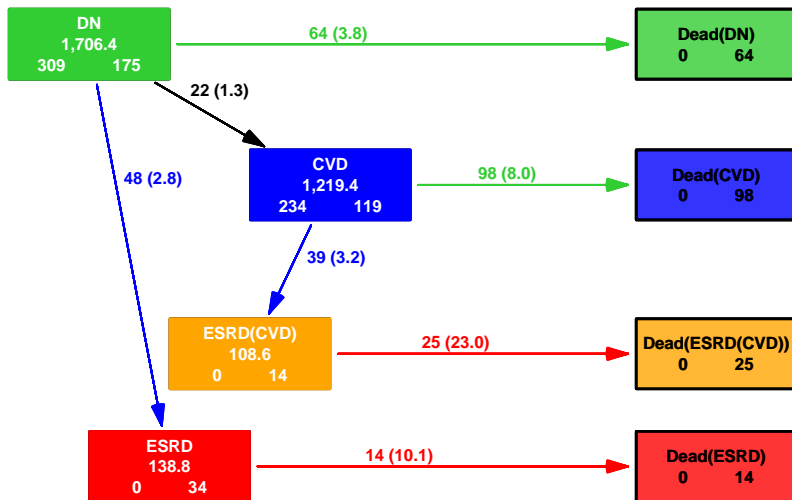 DN
1,706.4
309 175
64 (3.8)
Dead(DN)
0 64
22 (1.3)
48 (2.8)
CVD
1,219.4
234 119
98 (8.0)
Dead(CVD)
0 98
39 (3.2)
ESRD(CVD)
108.6
0 14
25 (23.0)
Dead(ESRD(CVD))
0 25
ESRD
138.8
0 34
14 (10.1)
Dead(ESRD)
0 14